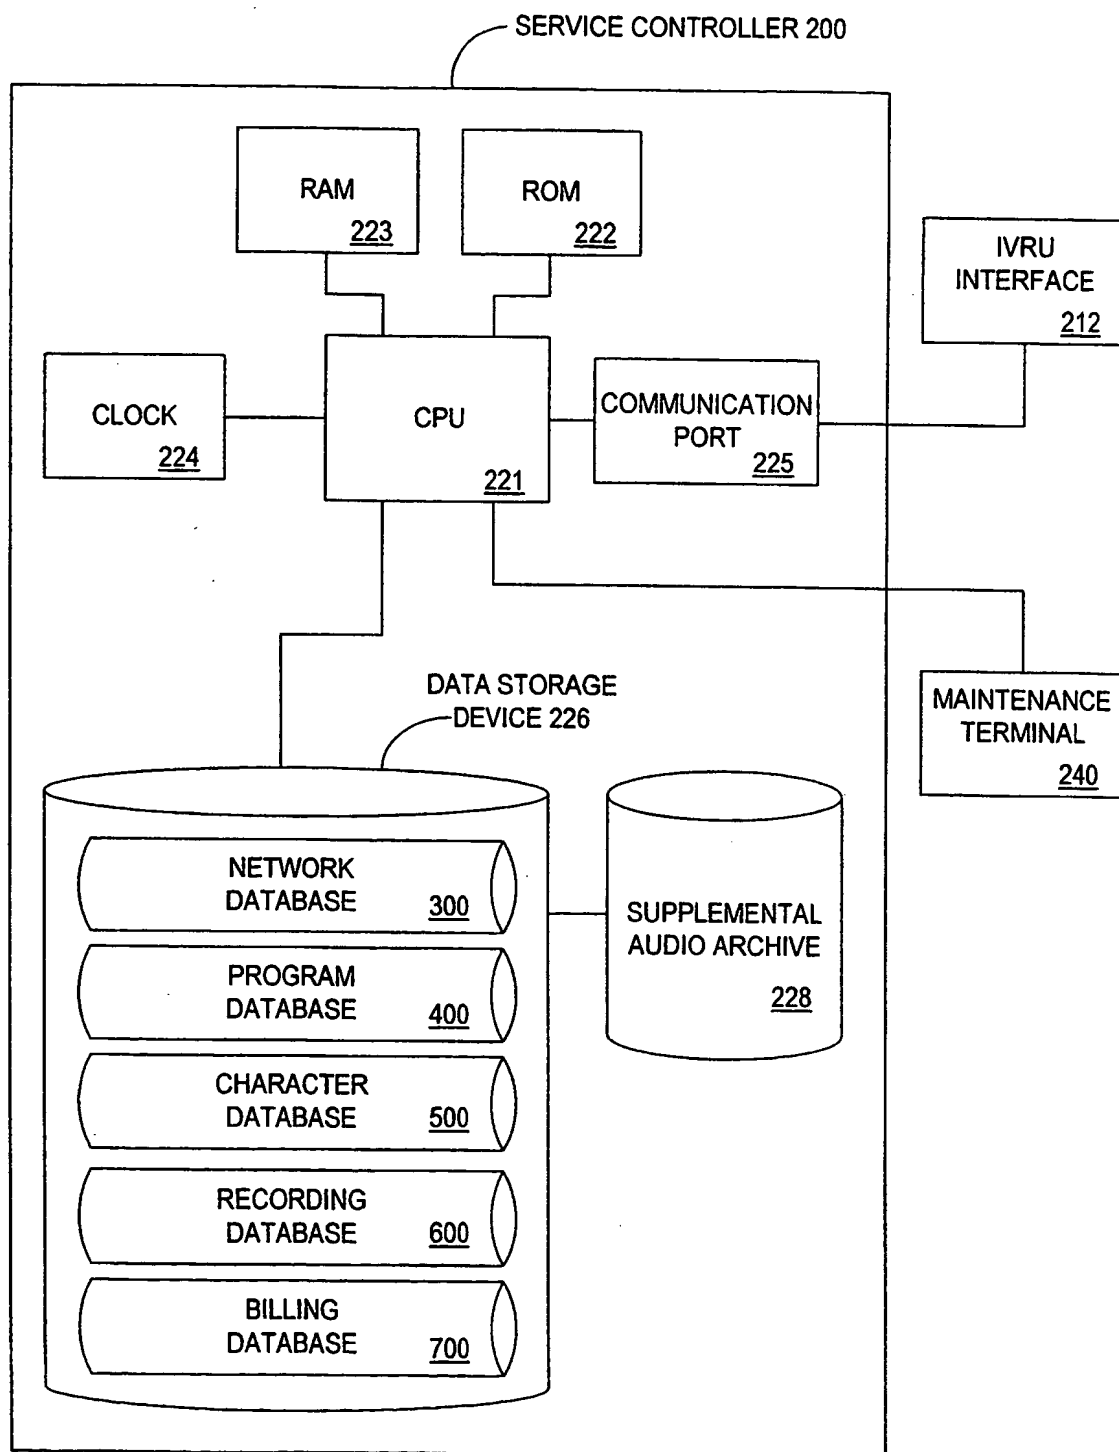 SERVICE CONTROLLER 200
RAM
223
ROM
222
IVRU
INTERFACE
212
CLOCK
224
CPU
221
COMMUNICATION
PORT
225
DATA STORAGE
DEVICE 226
MAINTENANCE
TERMINAL
240
NETWORK
DATABASE
300
PROGRAM
DATABASE
400
CHARACTER
DATABASE
500
RECORDING
DATABASE
600
BILLING
DATABASE
700
SUPPLEMENTAL
AUDIO ARCHIVE
228